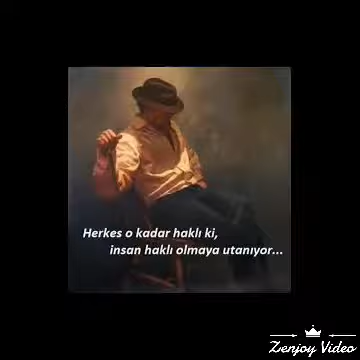 Herkes o kadar haklı ki,
insan haklı olmaya utanıyor...
Zenjoy Video